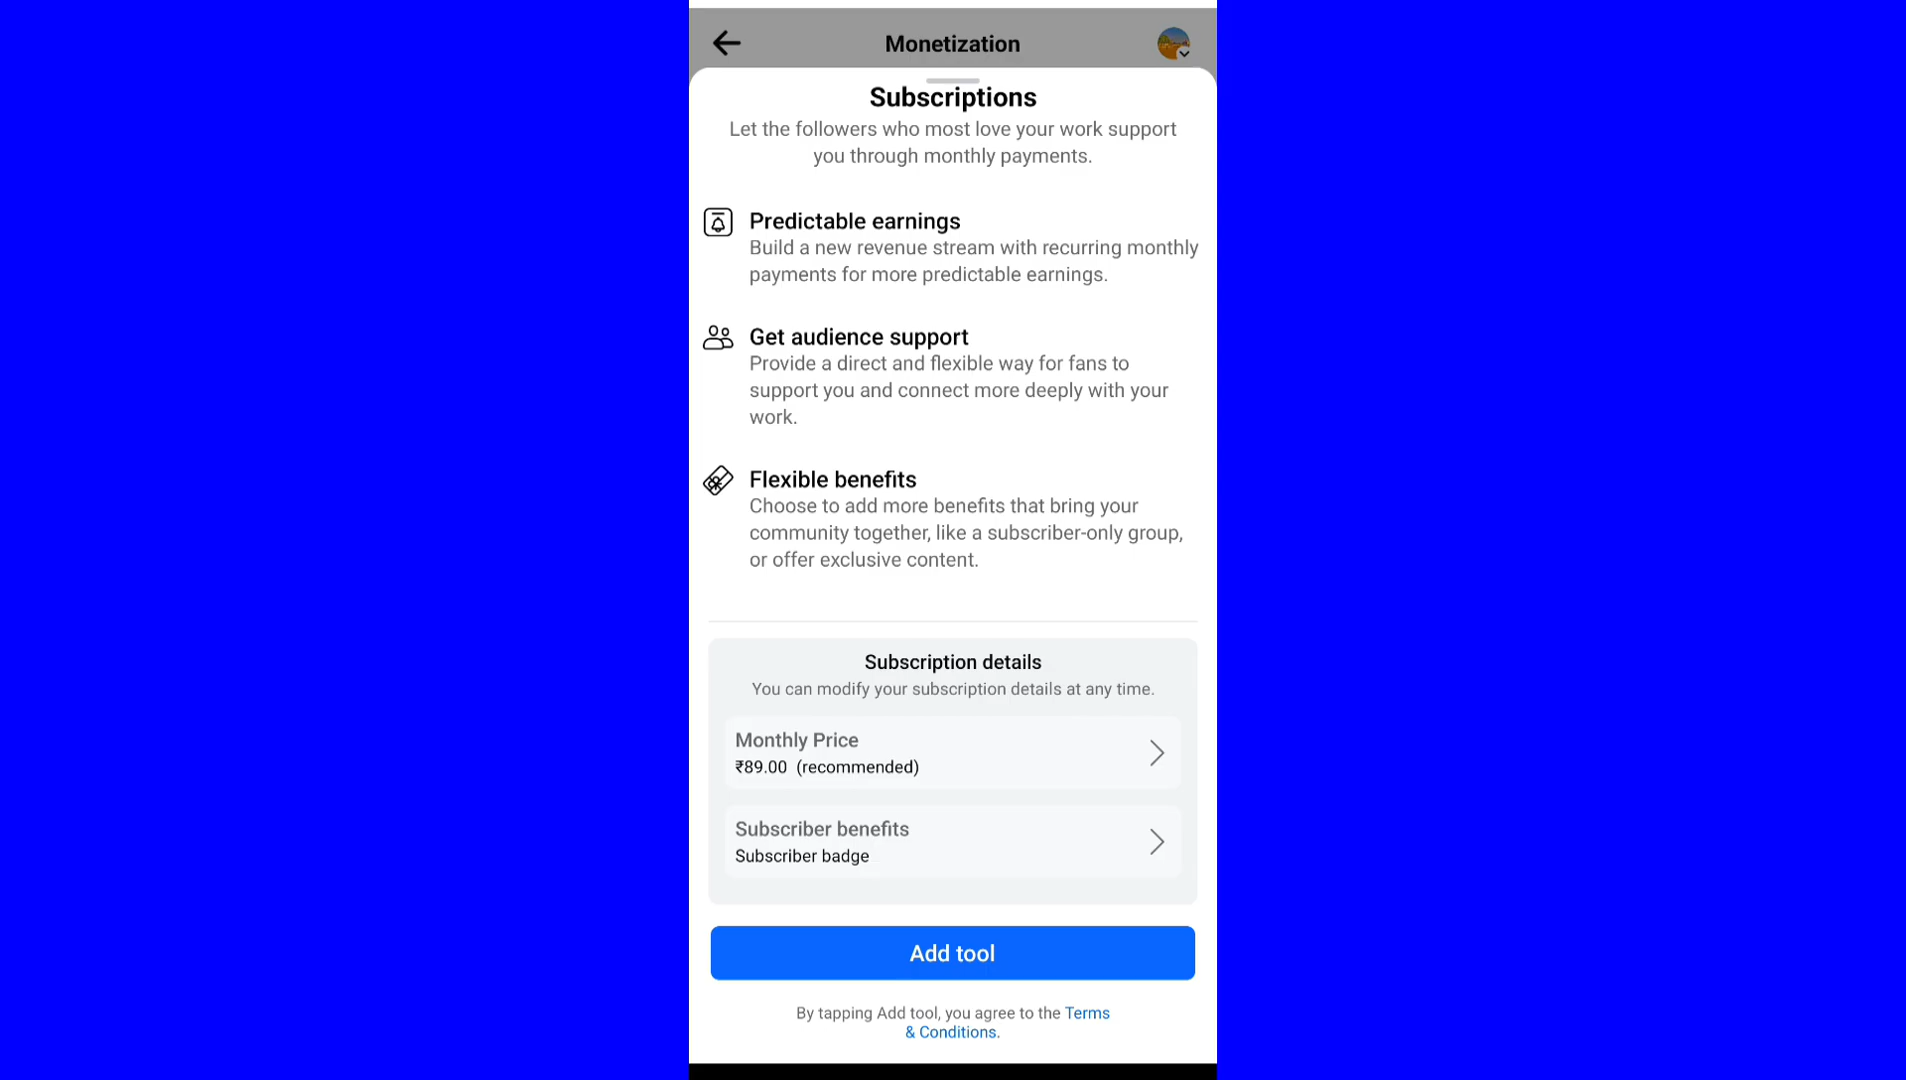 Monetization
Subscriptions
Let the followers who most love your work support
you through monthly payments.
Predictable earnings
Build a new revenue stream with recurring monthly
payments for more predictable earnings.
Get audience support
Provide a direct and flexible way for fans to
support you and connect more deeply with your
work.
Flexible benefits
Choose to add more benefits that bring your
community together, like a subscriber-only group,
or offer exclusive content.
Subscription details
You can modify your subscription details at any time.
Monthly Price
₹89.00 (recommended)
Subscriber benefits
Subscriber badge
Add tool
By tapping Add tool, you agree to the Terms
& Conditions.